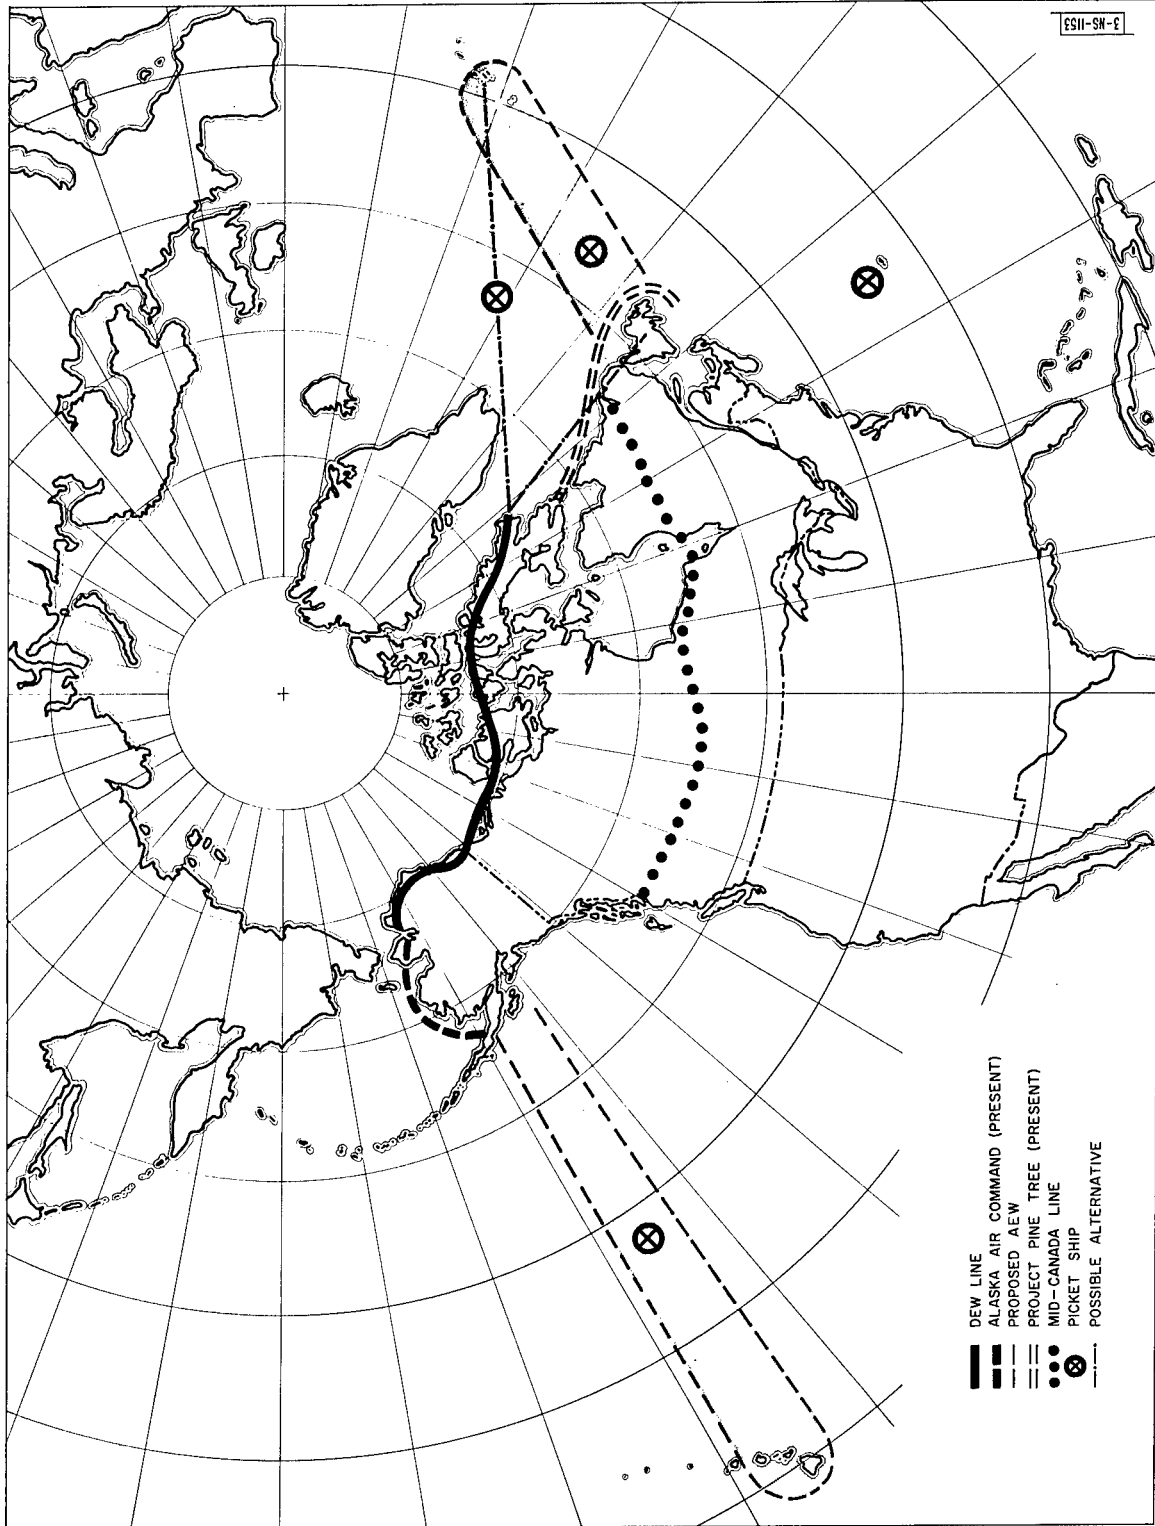 3-NS-1153
DEW LINE
ALASKA AIR COMMAND (PRESENT)
PROPOSED AEW
PROJECT PINE TREE (PRESENT)
MID-CANADA LINE
PICKET SHIP
POSSIBLE ALTERNATIVE